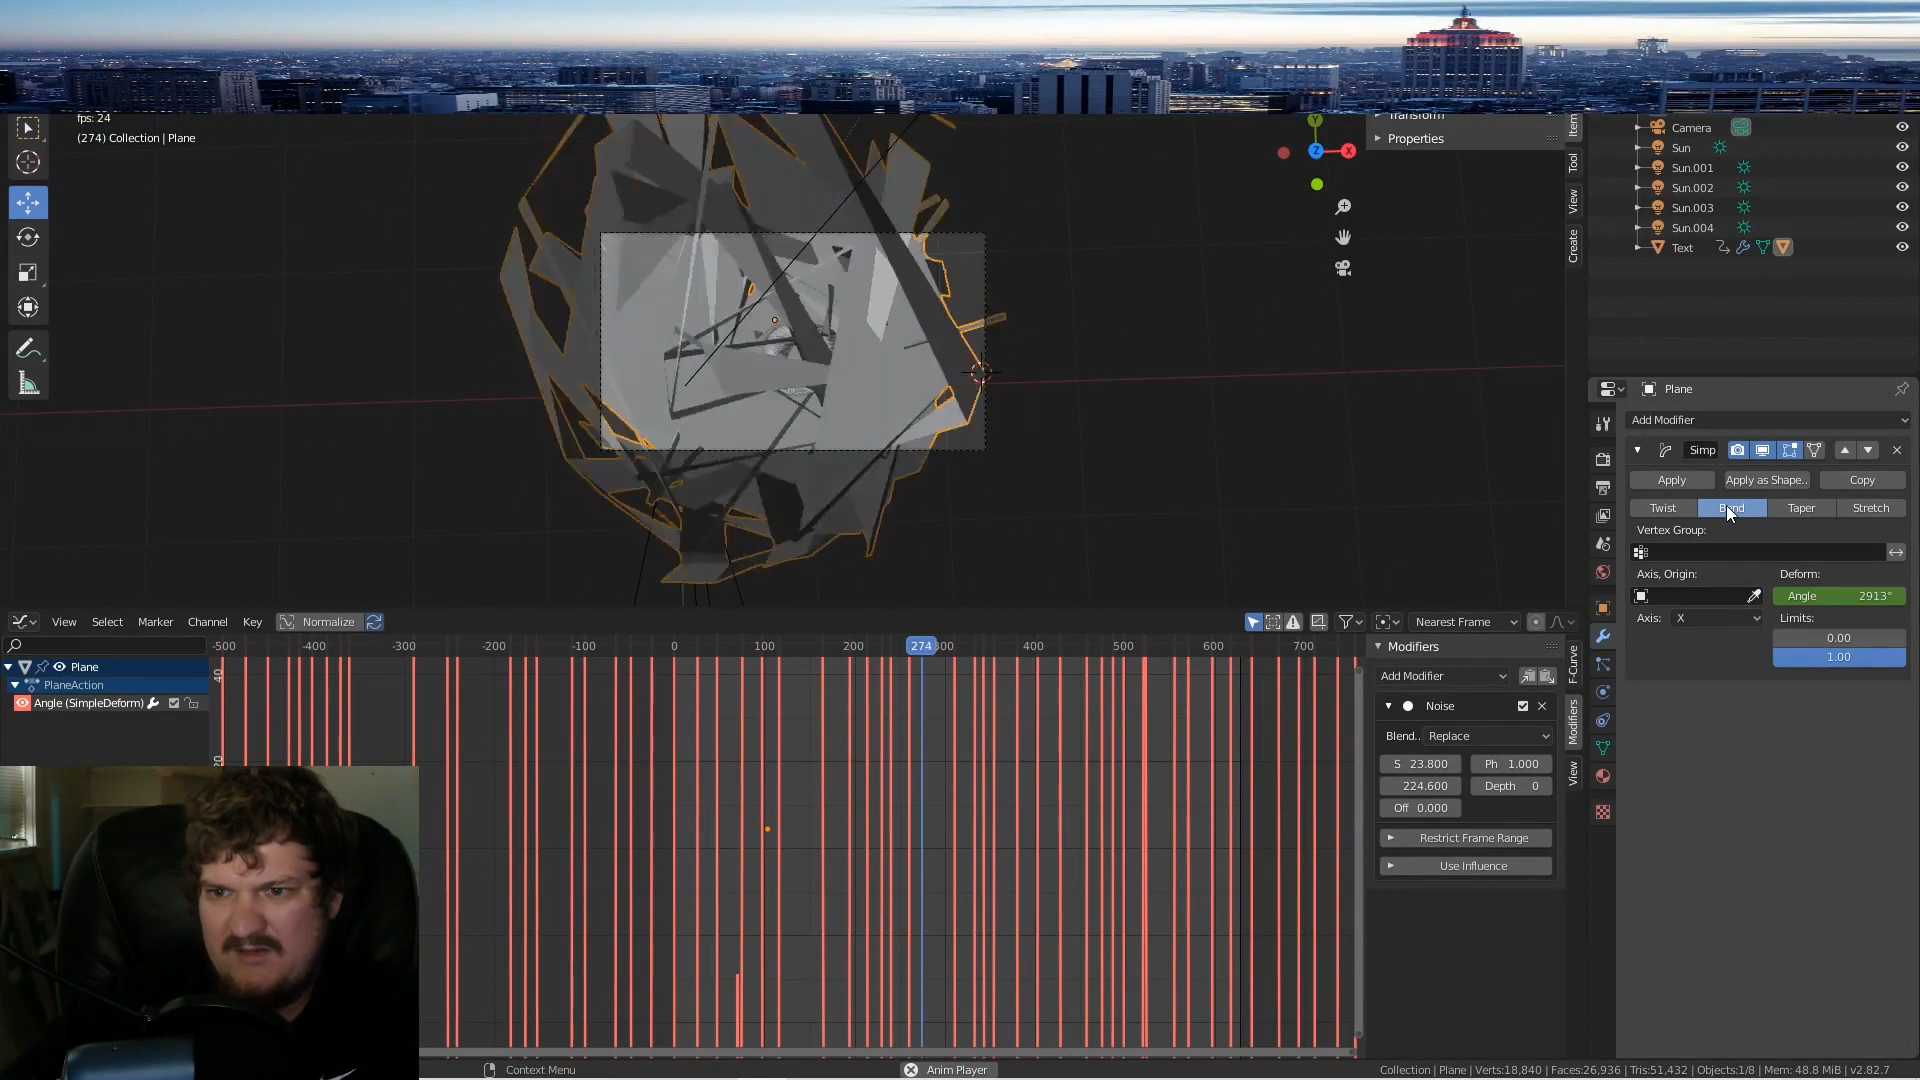 fps: 24
(274) Collection | Plane
Transform
Properties
Item
Tool
View
Create
Y
Z
X
Camera
Sun
Sun.001
Sun.002
Sun.003
Sun.004
Text
Plane
Add Modifier
Simp
Apply
Apply as Shape..
Copy
Twist
Bend
Taper
Stretch
Vertex Group:
Axis, Origin:
Deform:
Angle 2913°
Axis: X
Limits:
0.00
1.00
View Select Marker Channel Key Normalize
Nearest Frame
-500 -400 -300 -200 -100 0 100 200 274 300 400 500 600 700
40
20
Plane
PlaneAction
Angle (SimpleDeform)
Modifiers
Add Modifier
Noise
Blend.. Replace
S 23.800
Ph 1.000
224.600
Depth 0
Off 0.000
Restrict Frame Range
Use Influence
F-Curve
Modifiers
View
Context Menu
Anim Player
Collection | Plane | Verts:18,840 | Faces:26,936 | Tris:51,432 | Objects:1/8 | Mem: 48.8 MiB | v2.82.7